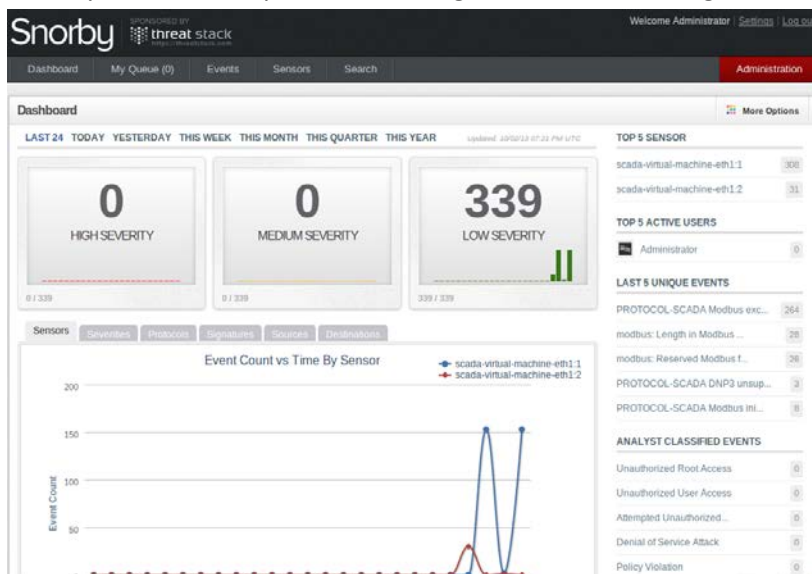 Snorby
SPONSORED BY
threat stack
https://threatstack.com
Welcome Administrator | Settings | Log ou
Dashboard My Queue (0) Events Sensors Search Administration
Dashboard More Options
LAST 24 TODAY YESTERDAY THIS WEEK THIS MONTH THIS QUARTER THIS YEAR
0
HIGH SEVERITY
0 / 339
0
MEDIUM SEVERITY
0 / 339
339
LOW SEVERITY
339 / 339
Sensors Severities Protocols Signatures Sources Destinations
Event Count vs Time By Sensor
scada-virtual-machine-eth1:1
scada-virtual-machine-eth1:2
200
150
100
50
Event Count
TOP 5 SENSOR
scada-virtual-machine-eth1:1 308
scada-virtual-machine-eth1:2 31
TOP 5 ACTIVE USERS
Administrator 0
LAST 5 UNIQUE EVENTS
PROTOCOL-SCADA Modbus exc... 264
modbus: Length in Modbus ... 28
modbus: Reserved Modbus f... 26
PROTOCOL-SCADA DNP3 unsup... 3
PROTOCOL-SCADA Modbus ini... 8
ANALYST CLASSIFIED EVENTS
Unauthorized Root Access 0
Unauthorized User Access 0
Attempted Unauthorized... 0
Denial of Service Attack 0
Policy Violation 0